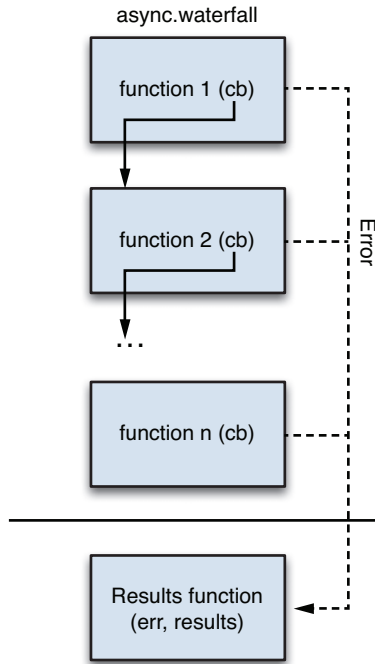 async.waterfall
function 1 (cb)
function 2 (cb)
Error
...
function n (cb)
Results function
(err, results)